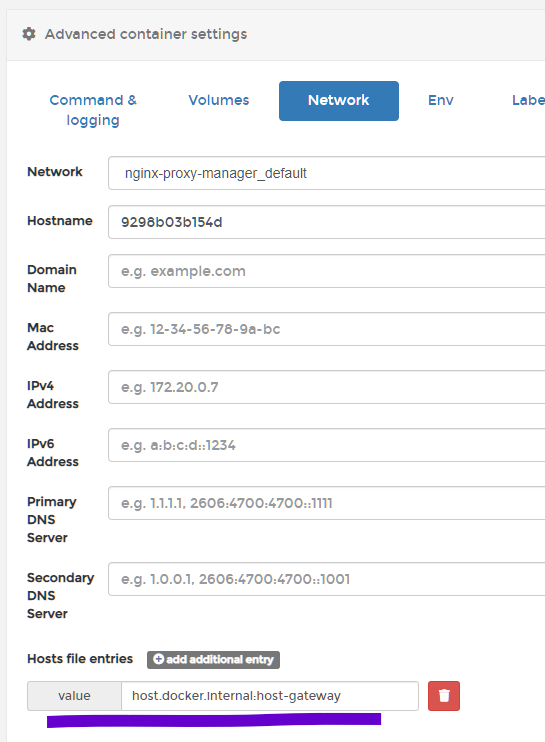 Advanced container settings
Command &
logging
Volumes
Network
Env
Labe
Network
nginx-proxy-manager_default
Hostname
9298b03b154d
Domain
Name
e.g. example.com
Mac
Address
e.g. 12-34-56-78-9a-bc
IPv4
Address
e.g. 172.20.0.7
IPv6
Address
e.g. a:b:c:d::1234
Primary
DNS
Server
e.g. 1.1.1.1, 2606:4700:4700::1111
Secondary
DNS
Server
e.g. 1.0.0.1, 2606:4700:4700::1001
Hosts file entries
add additional entry
value
host.docker.internal:host-gateway